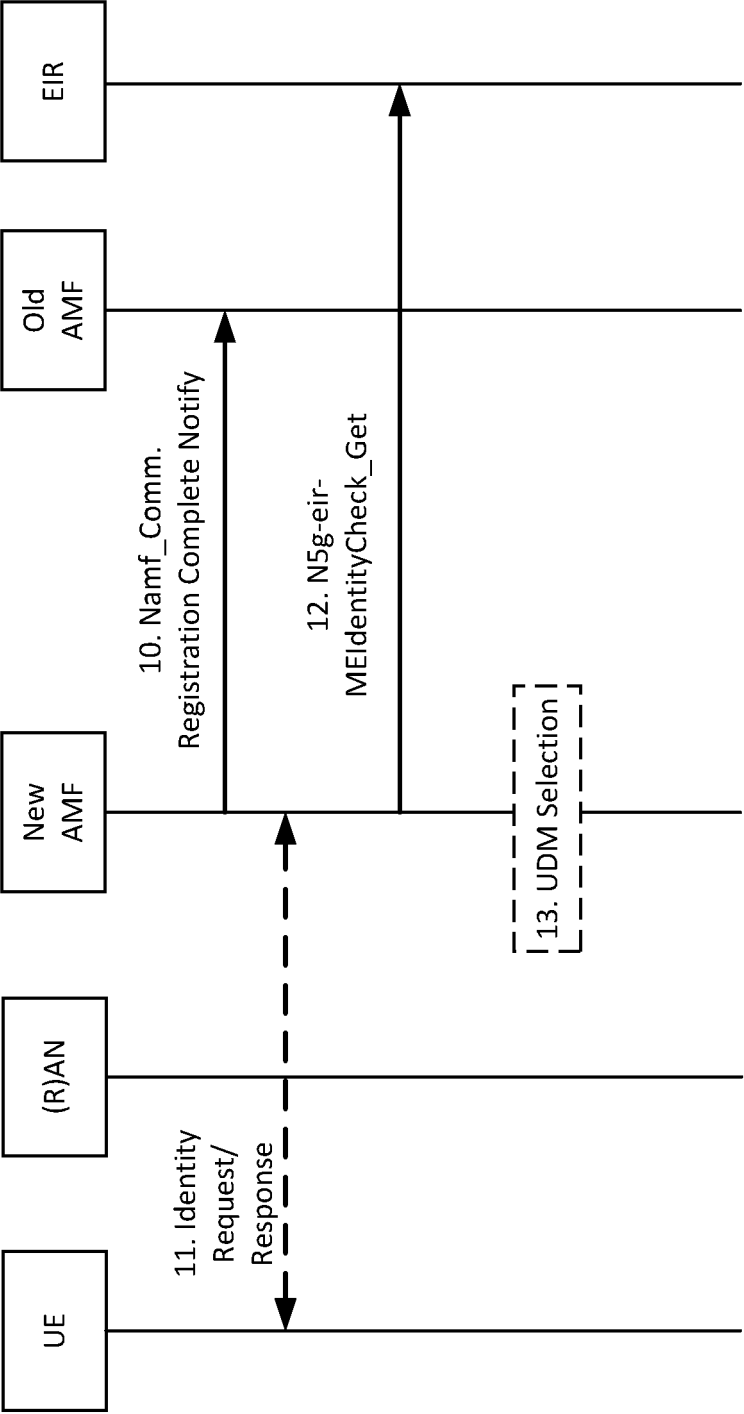 UE
(R)AN
New
AMF
Old
AMF
EIR
10. Namf_Comm.
Registration Complete Notify
11. Identity
Request/
Response
12. N5g-eir-
MEIdentityCheck_Get
13. UDM Selection